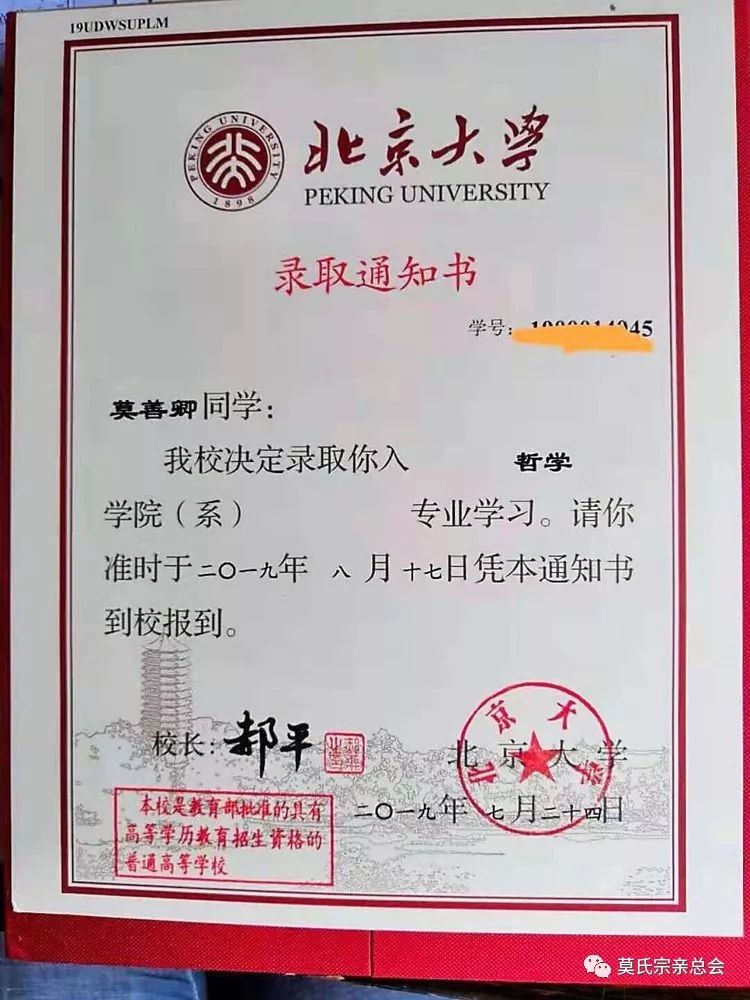 19UDWSUPLM
PEKING UNIVERSITY
1898
北京大学
PEKING UNIVERSITY
录取通知书
学号:
莫善卿同学:
我校决定录取你入 哲学
学院(系) 专业学习。请你
准时于二〇一九年 八 月 十七日凭本通知书
到校报到。
校长: 郝平
北京大学
北京大学
二〇一九年 七月二十四日
本校是教育部批准的具有
高等学历教育招生资格的
普通高等学校
莫氏宗亲总会